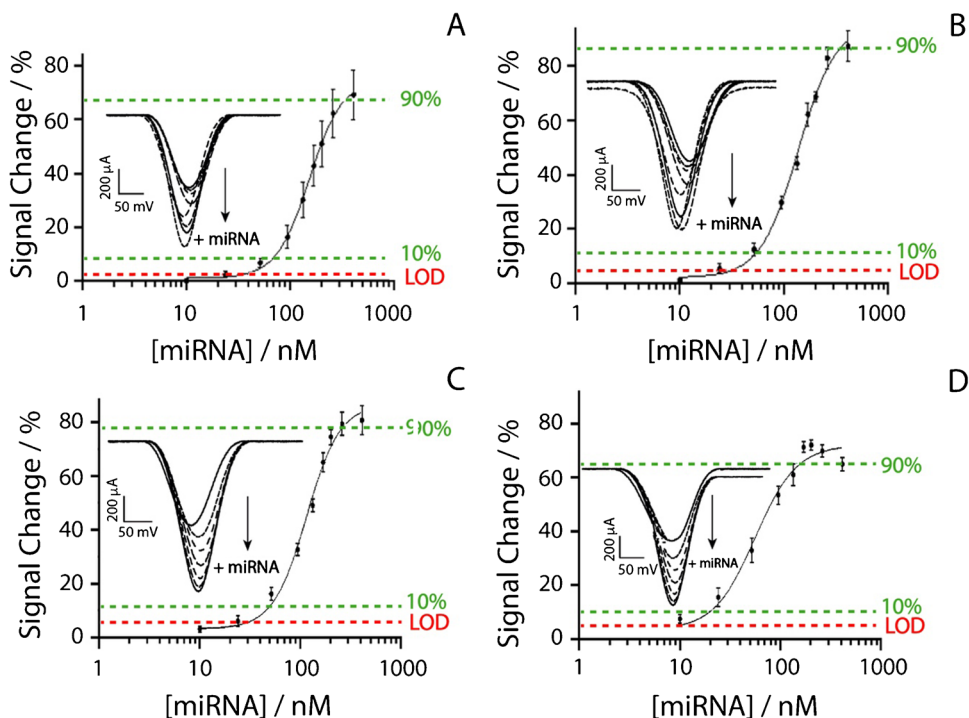 A
Signal Change / %
80
60
40
20
0
90%
10%
LOD
200 µA
50 mV
+ miRNA
1 10 100 1000
[miRNA] / nM
B
Signal Change / %
80
60
40
20
0
90%
10%
LOD
200 µA
50 mV
+ miRNA
1 10 100 1000
[miRNA] / nM
C
Signal Change / %
80
60
40
20
0
90%
10%
LOD
200 µA
50 mV
+ miRNA
1 10 100 1000
[miRNA] / nM
D
Signal Change / %
80
60
40
20
0
90%
10%
LOD
200 µA
50 mV
+ miRNA
1 10 100 1000
[miRNA] / nM